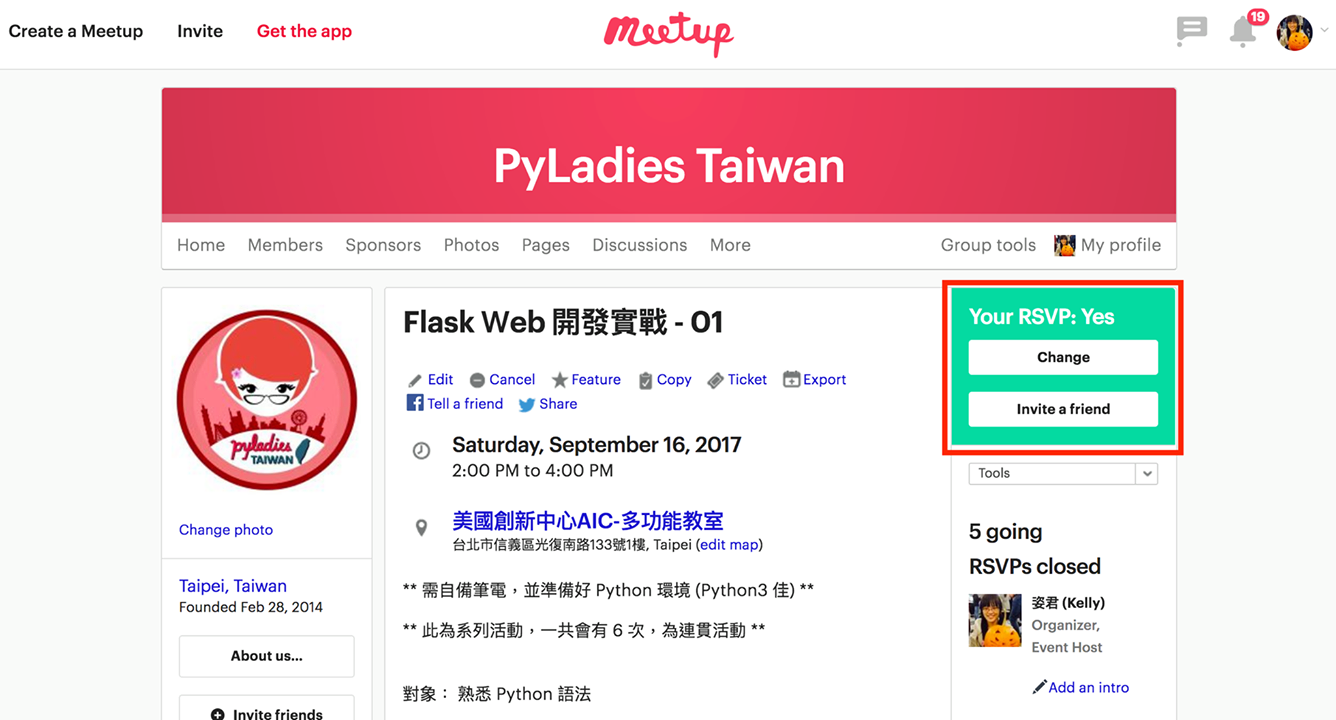 Create a Meetup Invite Get the app
Meetup
19
PyLadies Taiwan
Home Members Sponsors Photos Pages Discussions More Group tools My profile
pyladies
TAIWAN
Change photo
Taipei, Taiwan
Founded Feb 28, 2014
About us...
Invite friends
Flask Web 開發實戰 - 01
Edit Cancel Feature Copy Ticket Export
Tell a friend Share
Saturday, September 16, 2017
2:00 PM to 4:00 PM
美國創新中心AIC-多功能教室
台北市信義區光復南路133號1樓, Taipei (edit map)
** 需自備筆電，並準備好 Python 環境 (Python3 佳) **
** 此為系列活動，一共會有 6 次，為連貫活動 **
對象： 熟悉 Python 語法
Your RSVP: Yes
Change
Invite a friend
Tools
5 going
RSVPs closed
姿君 (Kelly)
Organizer,
Event Host
Add an intro